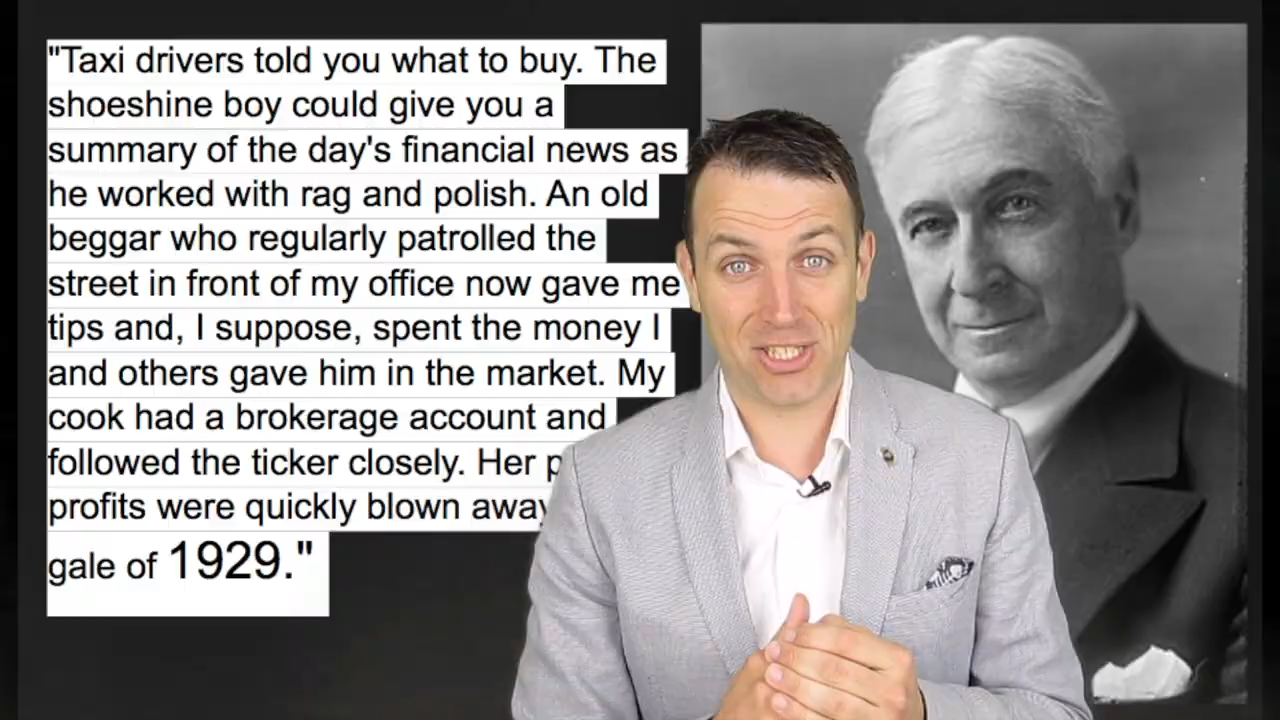 "Taxi drivers told you what to buy. The
shoeshine boy could give you a
summary of the day's financial news as
he worked with rag and polish. An old
beggar who regularly patrolled the
street in front of my office now gave me
tips and, I suppose, spent the money I
and others gave him in the market. My
cook had a brokerage account and
followed the ticker closely. Her
profits were quickly blown away
gale of 1929."